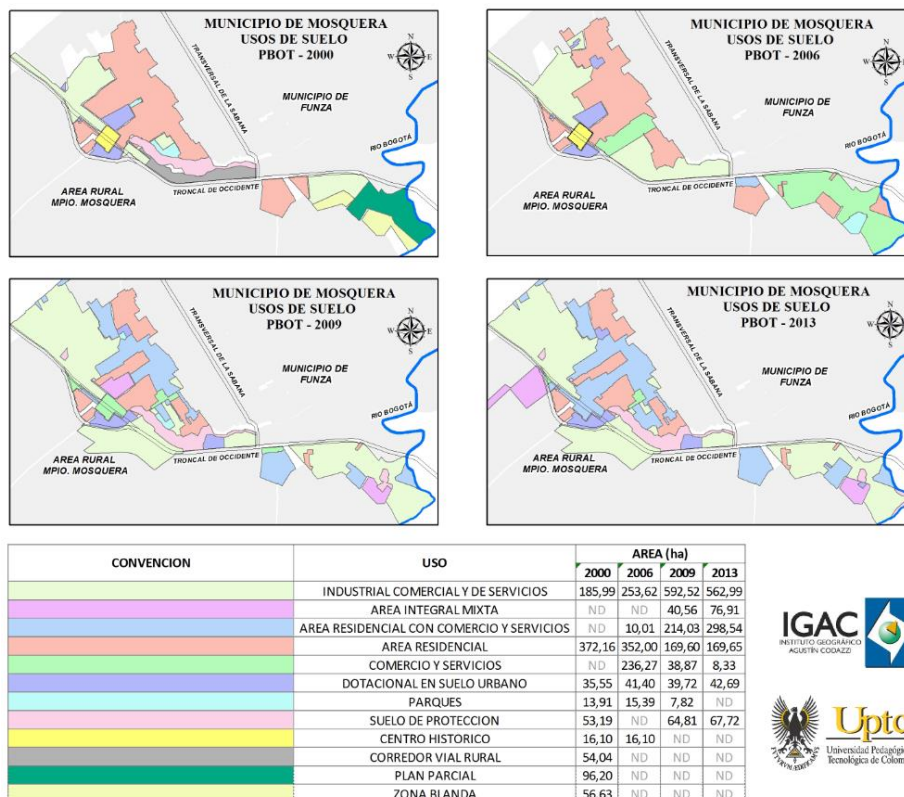 MUNICIPIO DE MOSQUERA
USOS DE SUELO
PBOT - 2000
N
W E
S
TRANSVERSAL DE LA SABANA
MUNICIPIO DE
FUNZA
RIO BOGOTÁ
TRONCAL DE OCCIDENTE
AREA RURAL
MPIO. MOSQUERA
MUNICIPIO DE MOSQUERA
USOS DE SUELO
PBOT - 2006
N
W E
S
TRANSVERSAL DE LA SABANA
MUNICIPIO DE
FUNZA
RIO BOGOTÁ
TRONCAL DE OCCIDENTE
AREA RURAL
MPIO. MOSQUERA
MUNICIPIO DE MOSQUERA
USOS DE SUELO
PBOT - 2009
N
W E
S
TRANSVERSAL DE LA SABANA
MUNICIPIO DE
FUNZA
RIO BOGOTÁ
TRONCAL DE OCCIDENTE
AREA RURAL
MPIO. MOSQUERA
MUNICIPIO DE MOSQUERA
USOS DE SUELO
PBOT - 2013
N
W
S
TRANSVERSAL DE LA SABANA
MUNICIPIO DE
FUNZA
RIO BOGOTÁ
TRONCAL DE OCCIDENTE
AREA RURAL
MPIO. MOSQUERA
CONVENCION USO AREA (ha)
2000 2006 2009 2013
INDUSTRIAL COMERCIAL Y DE SERVICIOS 185,99 253,62 592,52 562,99
AREA INTEGRAL MIXTA ND ND 40,56 76,91
AREA RESIDENCIAL CON COMERCIO Y SERVICIOS ND 10,01 214,03 298,54
AREA RESIDENCIAL 372,16 352,00 169,60 169,65
COMERCIO Y SERVICIOS ND 236,27 38,87 8,33
DOTACIONAL EN SUELO URBANO 35,55 41,40 39,72 42,69
PARQUES 13,91 15,39 7,82 ND
SUELO DE PROTECCION 53,19 ND 64,81 67,72
CENTRO HISTORICO 16,10 16,10 ND ND
CORREDOR VIAL RURAL 54,04 ND ND ND
PLAN PARCIAL 96,20 ND ND ND
ZONA BLANDA 56,63 ND ND ND
IGAC
INSTITUTO GEOGRÁFICO
AGUSTÍN CODAZZI
Uptc
Universidad Pedagógic
Tecnológica de Colom